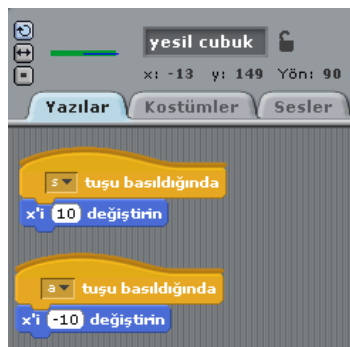 yesil cubuk
x: -13 y: 149 Yön: 90
Yazılar Kostümler Sesler
s tuşu basıldığında
x'i 10 değiştirin
a tuşu basıldığında
x'i -10 değiştirin